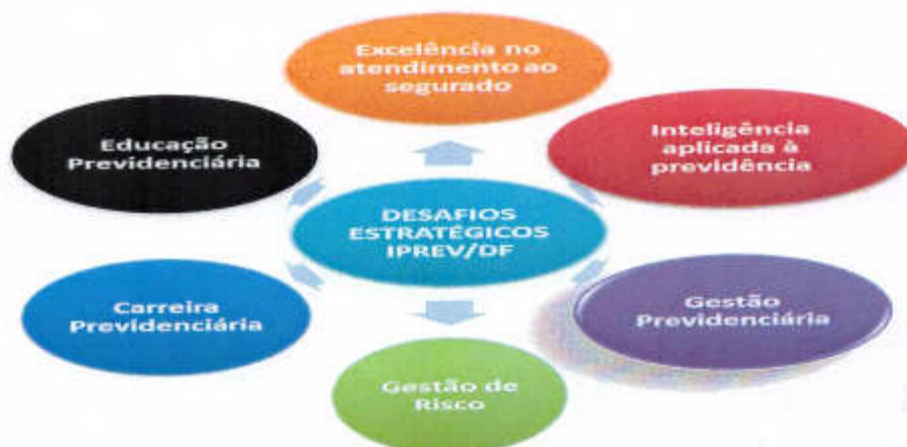 Excelência no
atendimento ao
segurado
Educação
Previdenciária
Inteligência
aplicada à
previdência
DESAFIOS
ESTRATÉGICOS
IPREV/DF
Carreira
Previdenciária
Gestão
Previdenciária
Gestão de
Risco